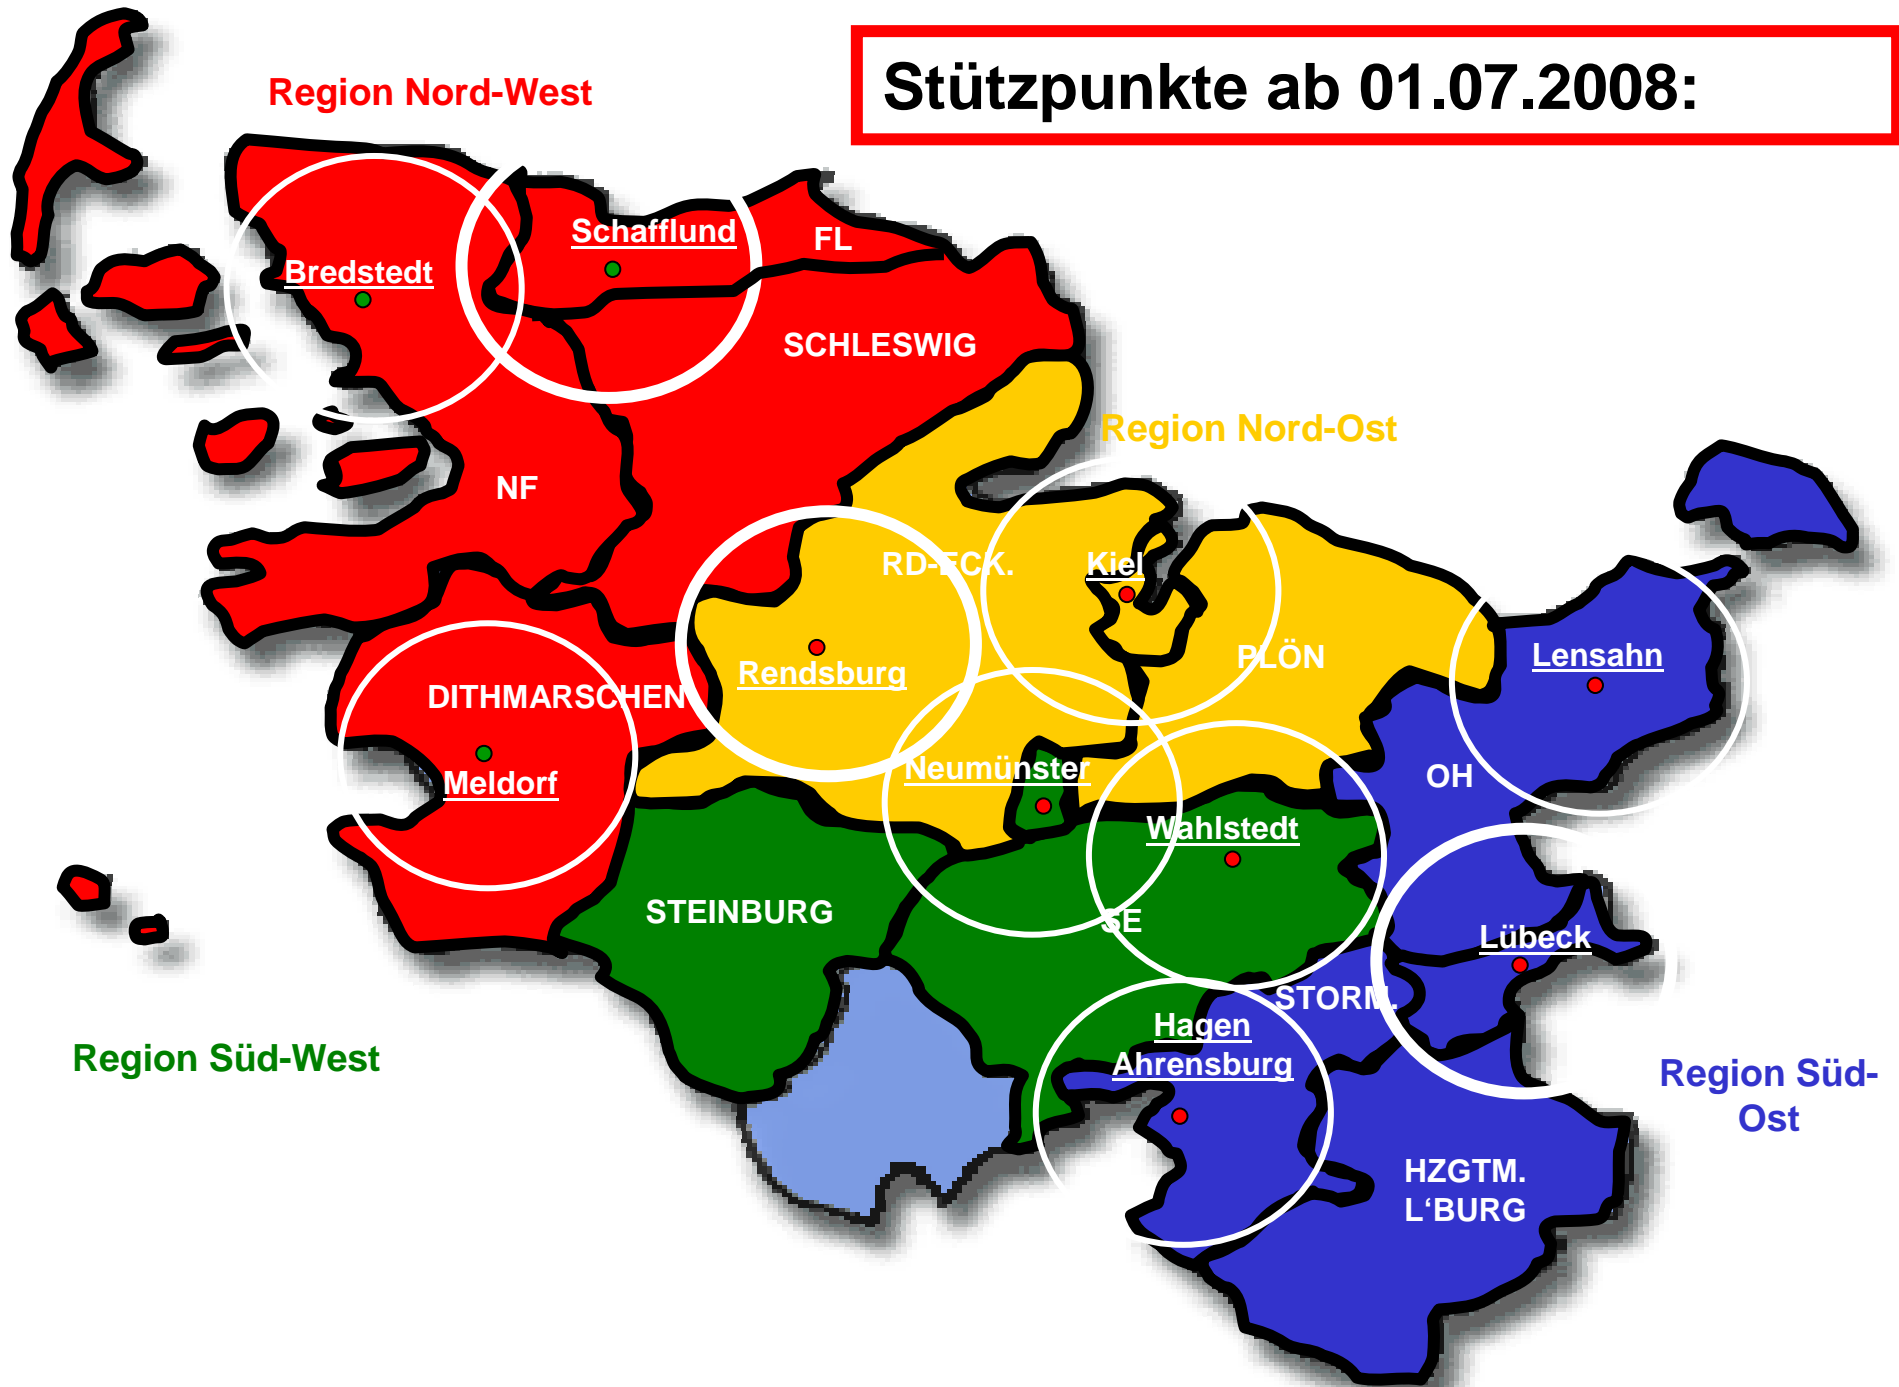 Stützpunkte ab 01.07.2008:
Region Nord-West
Schafflund
FL
Bredstedt
SCHLESWIG
Region Nord-Ost
NF
RD-ECK.
Kiel
PLÖN
Lensahn
Rendsburg
DITHMARSCHEN
Neumünster
OH
Meldorf
Wahlstedt
STEINBURG
SE
Lübeck
STORM.
Hagen
Ahrensburg
Region Süd-West
Region Süd-
Ost
HZGTM.
L‘BURG